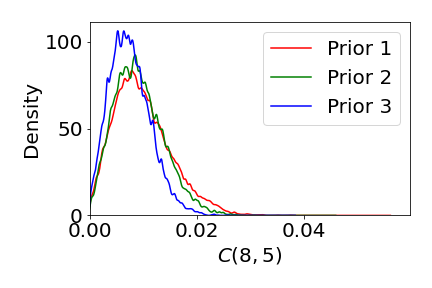 Density
100
50
0
Prior 1
Prior 2
Prior 3
0.00 0.02 0.04
C(8, 5)